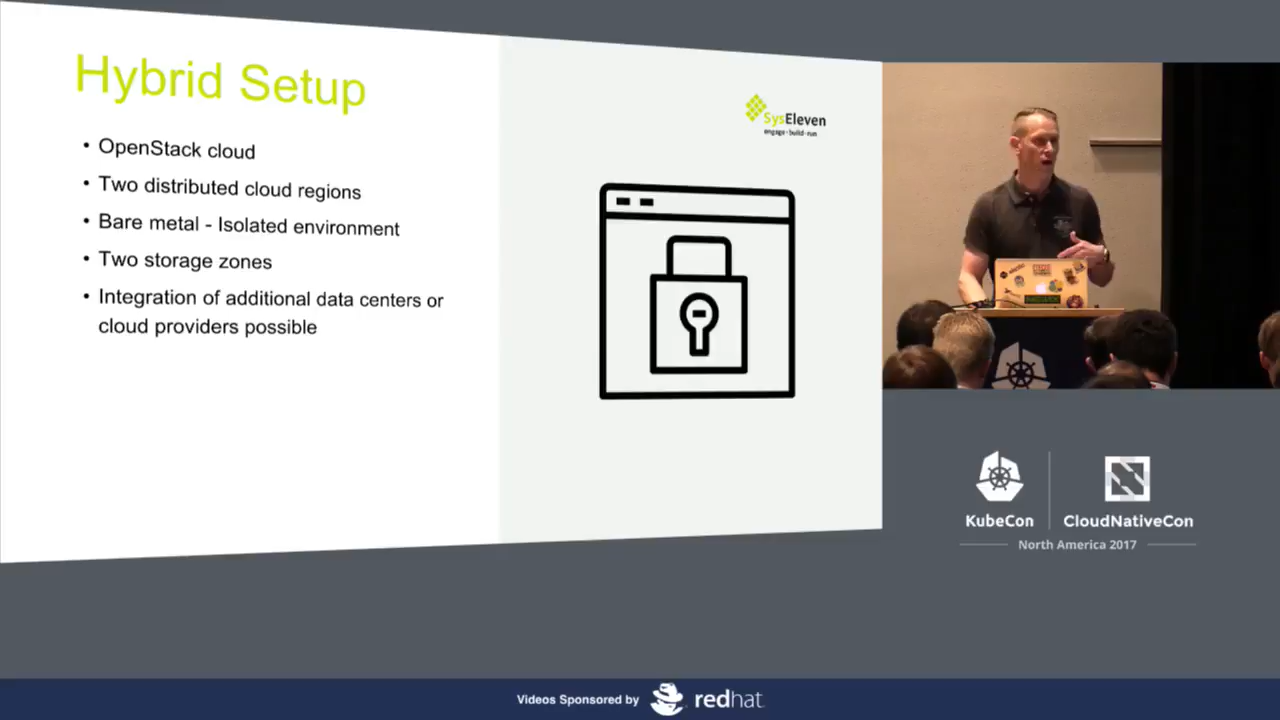 Hybrid Setup
• OpenStack cloud
• Two distributed cloud regions
• Bare metal - Isolated environment
• Two storage zones
• Integration of additional data centers or
cloud providers possible
SysEleven
engage·build·run
KubeCon
CloudNativeCon
North America 2017
Videos Sponsored by
redhat.